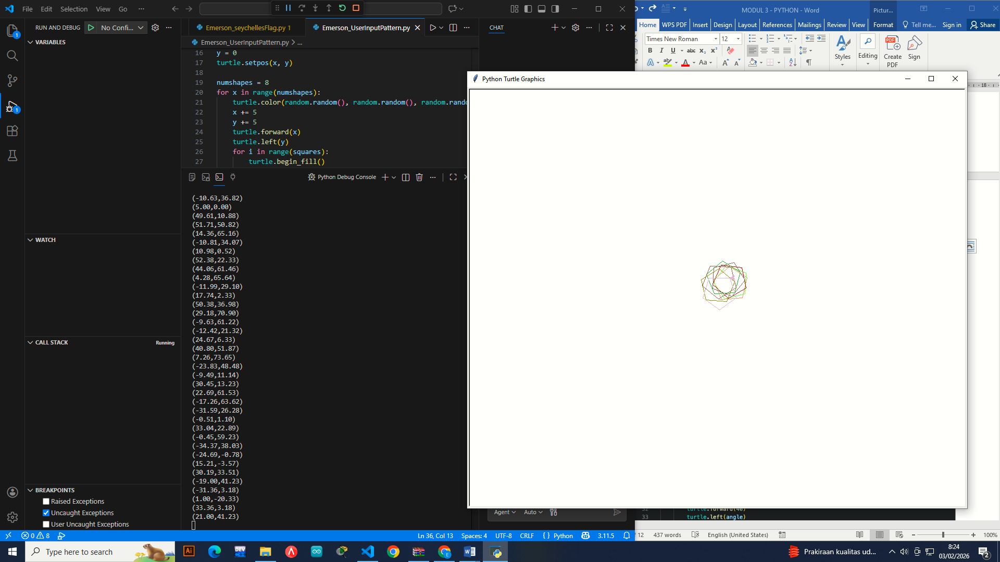 File Edit Selection View Go ···
RUN AND DEBUG No Confi...
VARIABLES
WATCH
CALL STACK Running
BREAKPOINTS
Raised Exceptions
Uncaught Exceptions
User Uncaught Exceptions
Emerson_seychellesFlag.py 1 Emerson_UserInputPattern.py
Emerson_UserInputPattern.py > ...
16 y = 0
17 turtle.setpos(x, y)
18
19 numshapes = 8
20 for x in range(numshapes):
21 turtle.color(random.random(), random.random(), random.rand
22 x += 5
23 y += 5
24 turtle.forward(x)
25 turtle.left(y)
26 for i in range(squares):
27 turtle.begin_fill()
Python Debug Console
(-10.63,36.82)
(5.00,0.00)
(49.61,10.88)
(51.71,50.82)
(14.36,65.16)
(-10.81,34.07)
(10.98,0.52)
(52.38,22.33)
(44.06,61.46)
(4.28,65.64)
(-11.99,29.10)
(17.74,2.33)
(50.38,36.98)
(29.18,70.90)
(-9.63,61.22)
(-12.42,21.32)
(24.67,6.33)
(40.80,51.87)
(7.26,73.65)
(-23.83,48.48)
(-9.49,11.14)
(30.45,13.23)
(22.69,61.53)
(-17.26,63.62)
(-31.59,26.28)
(-0.51,1.10)
(33.04,22.89)
(-0.45,59.23)
(-34.37,38.03)
(-24.69,-0.78)
(15.21,-3.57)
(30.19,33.51)
(-19.00,41.23)
(-31.36,3.18)
(1.00,-20.33)
(33.36,3.18)
(21.00,41.23)
CHAT
Agent Auto
MODUL 3 - PYTHON - Word Pictur...
Home WPS PDF Insert Design Layout References Mailings Review View Format Tell me... Sign in Share
Times New Roman 12
Styles Editing Create PDF Sign
18
Python Turtle Graphics
turtle.forward(40)
33 turtle.left(angle)
0 8 Ln 36, Col 13 Spaces: 4 UTF-8 CRLF { } Python 3.11.5
f 12 437 words English (United States) 100%
Type here to search
Prakiraan kualitas ud...
8:24
03/02/2026
2